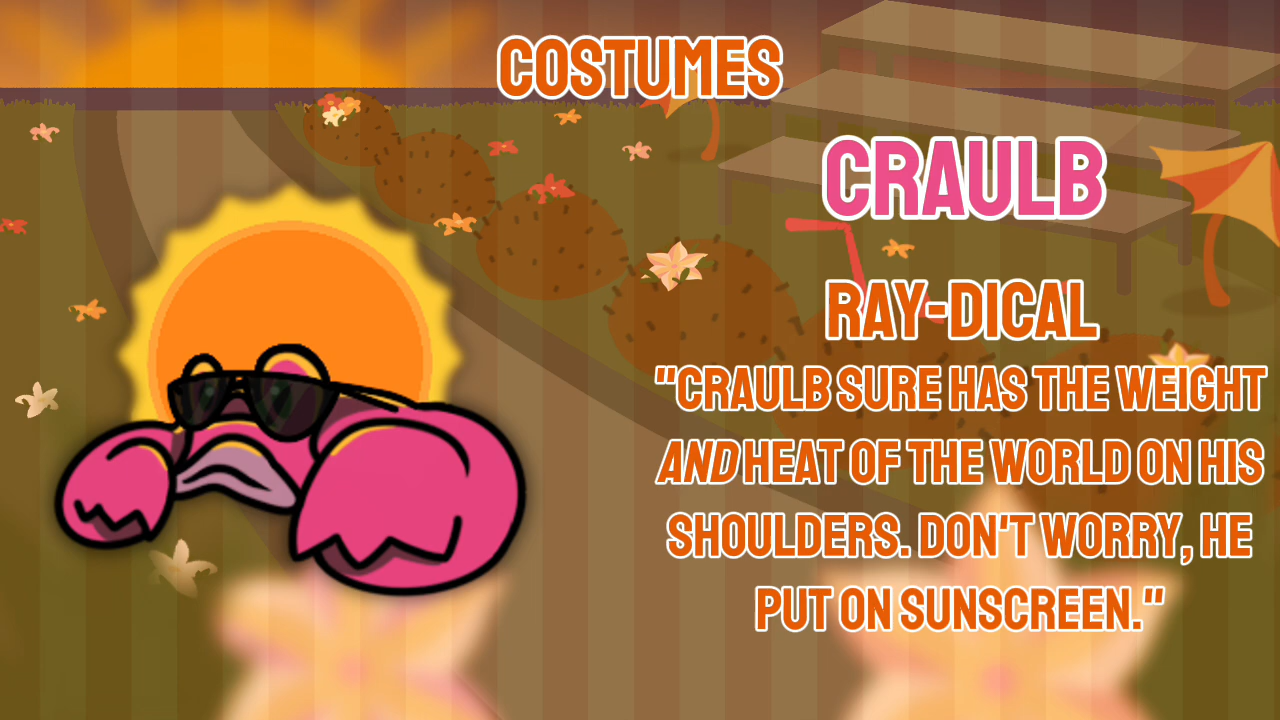 COSTUMES
CRAULB
RAY-DICAL
"CRAULB SURE HAS THE WEIGHT
AND HEAT OF THE WORLD ON HIS
SHOULDERS. DON'T WORRY, HE
PUT ON SUNSCREEN."